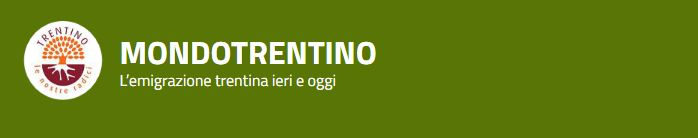 TRENTINO
le nostre radici
MONDOTRENTINO
L'emigrazione trentina ieri e oggi